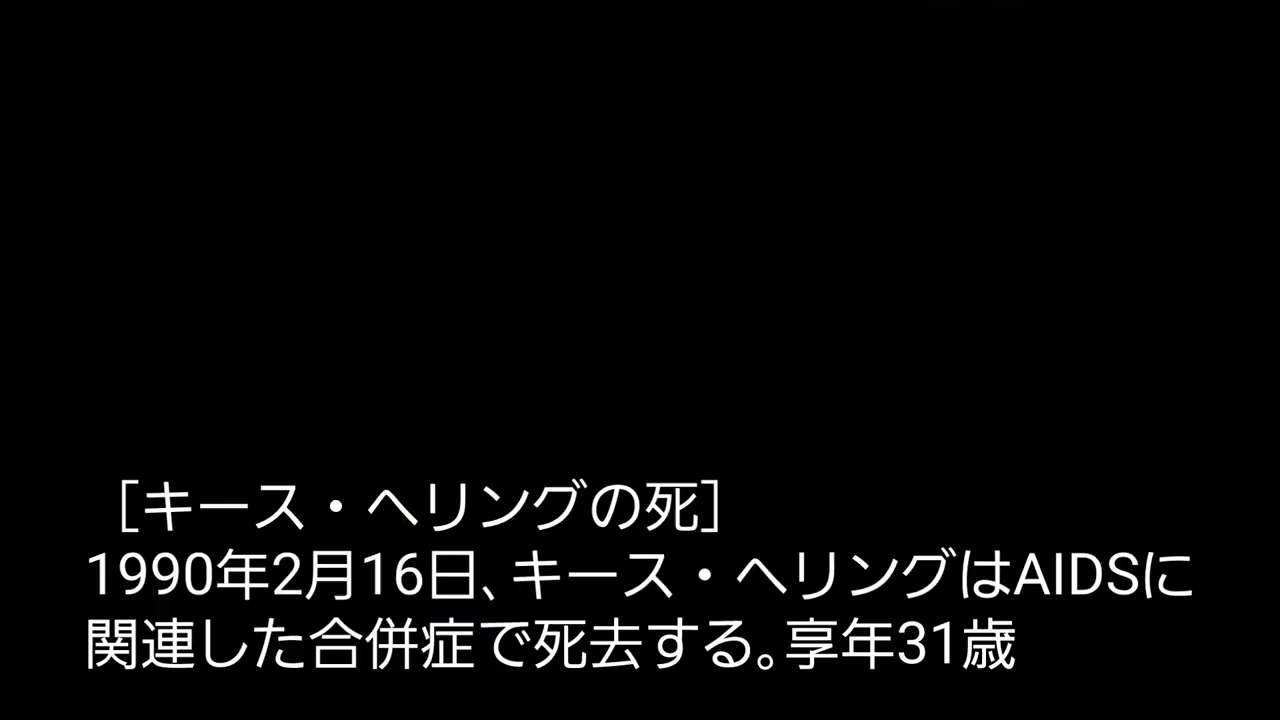 ［キース・ヘリングの死］
1990年2月16日、キース・ヘリングはAIDSに
関連した合併症で死去する。享年31歳